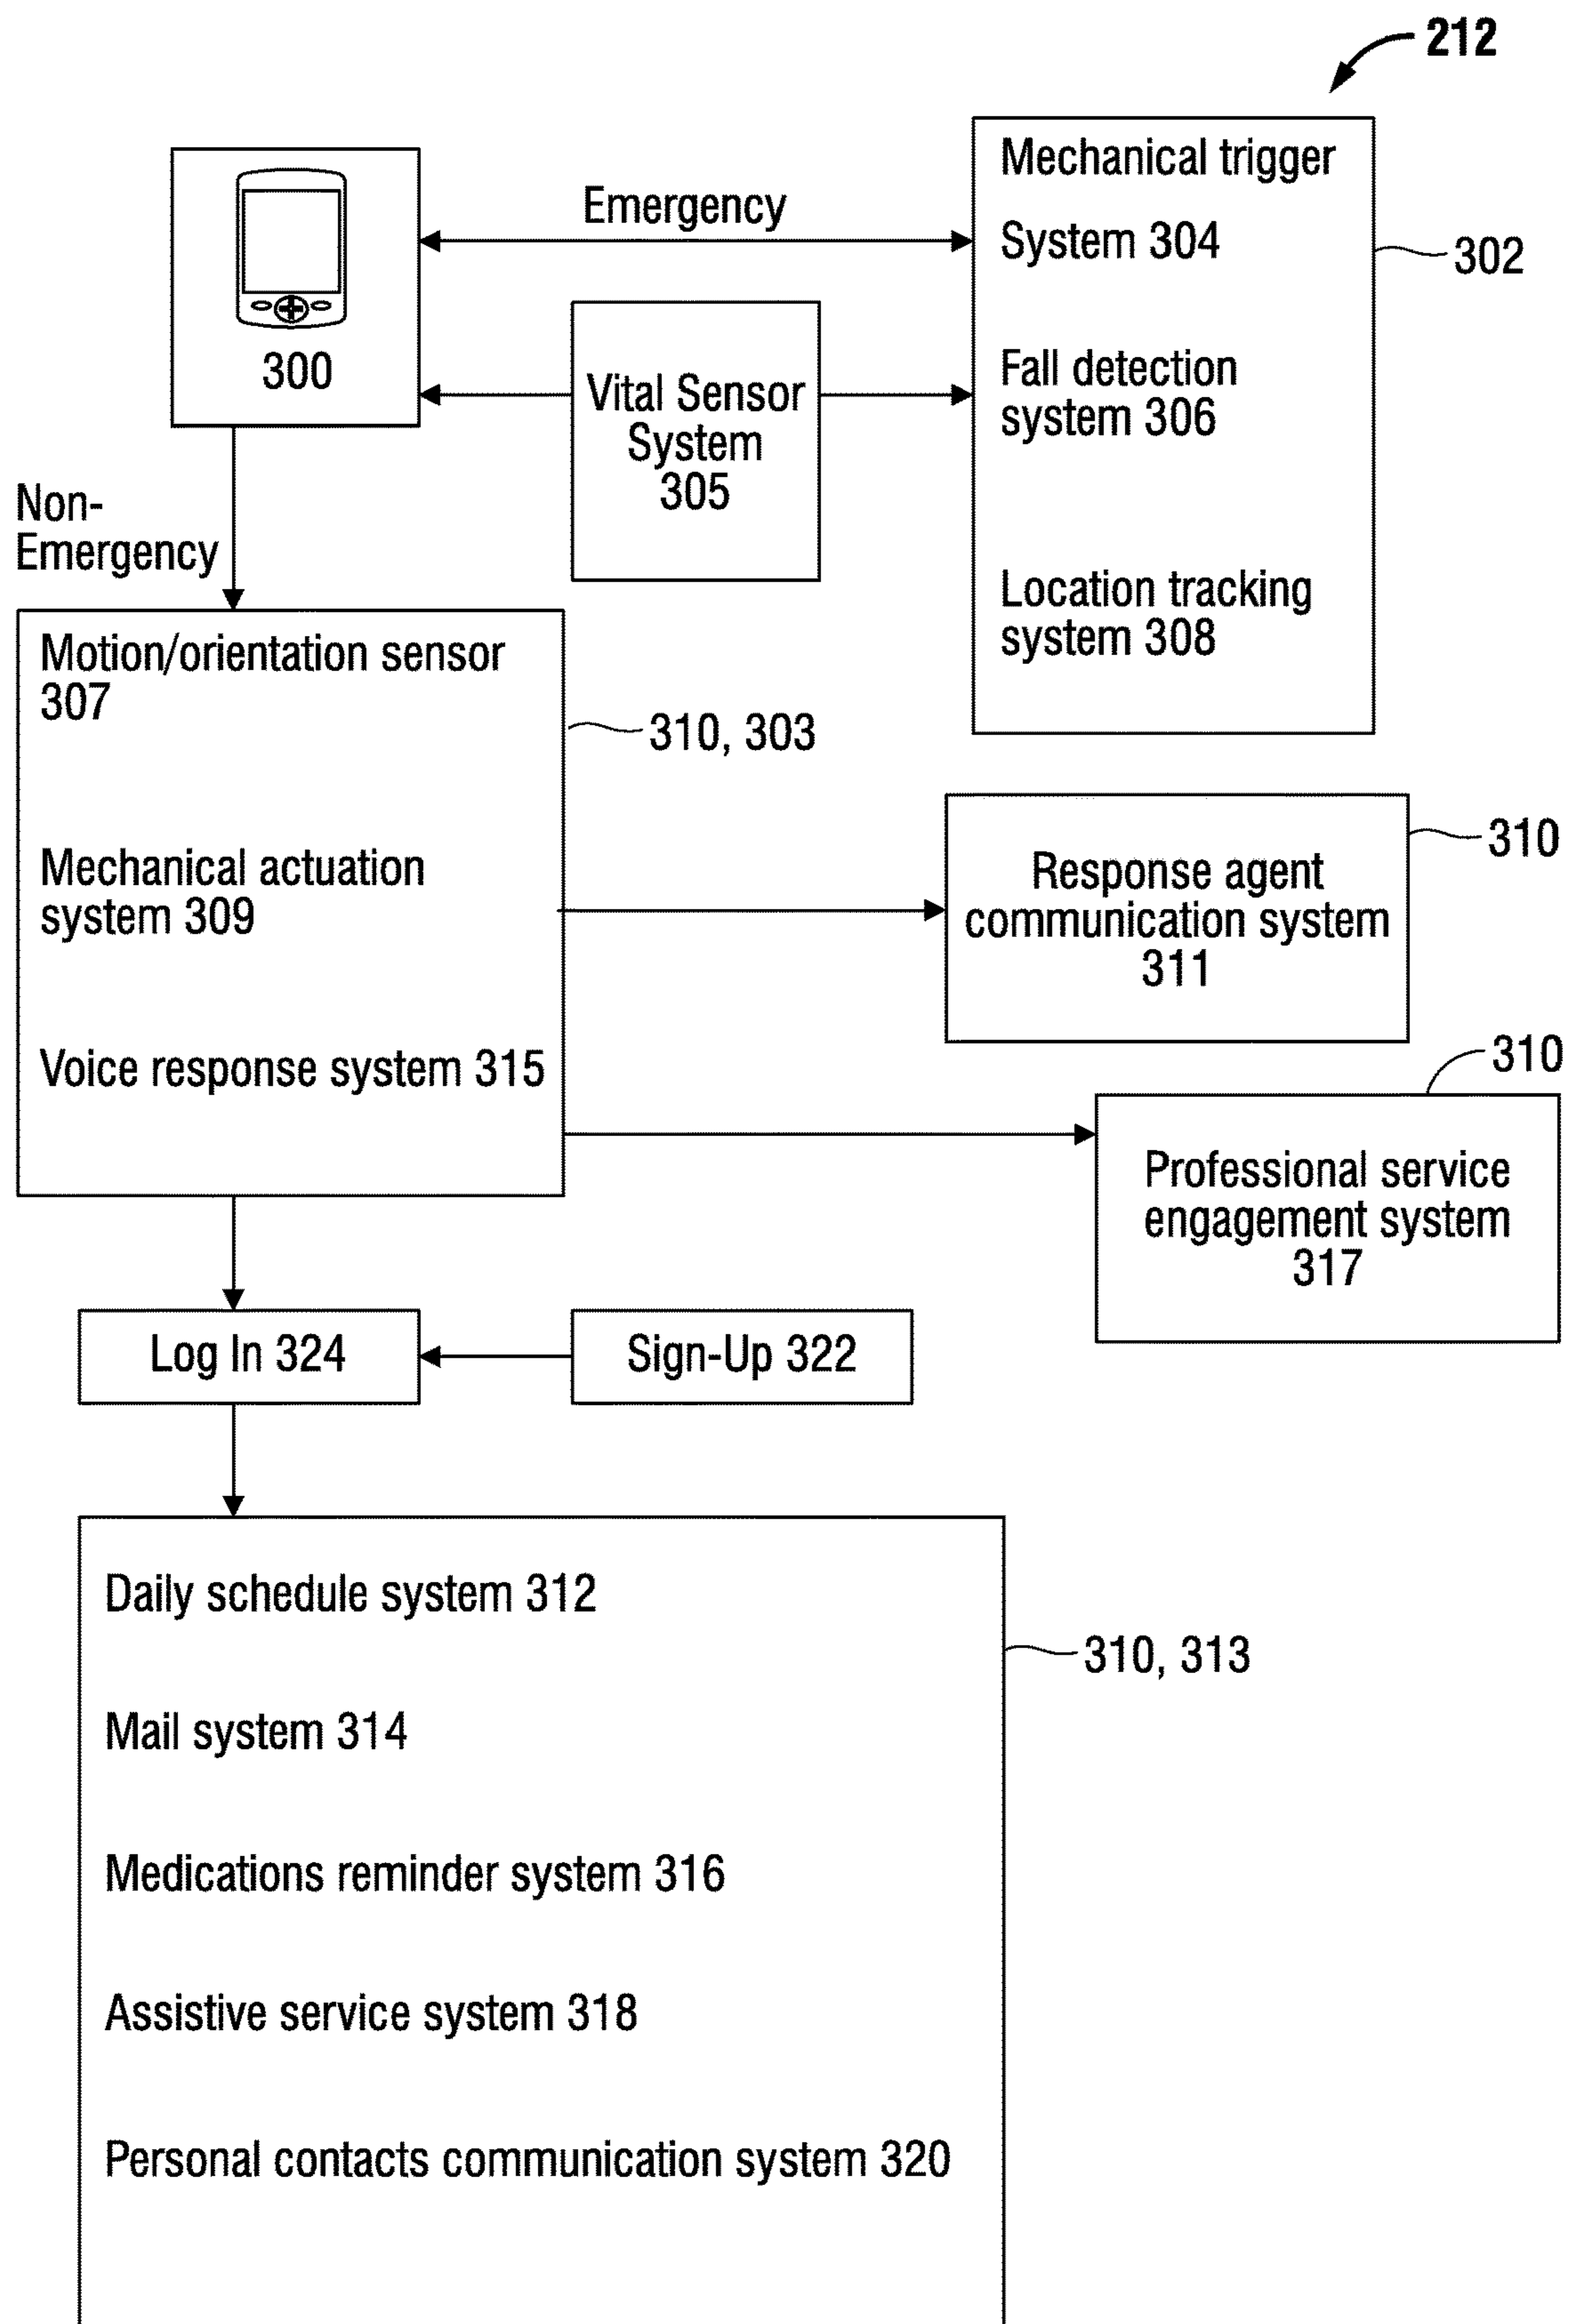 212
Mechanical trigger
System 304
Fall detection
system 306
Location tracking
system 308
302
Emergency
300
Vital Sensor
System
305
Non-
Emergency
Motion/orientation sensor
307
Mechanical actuation
system 309
Voice response system 315
310, 303
Response agent
communication system
311
310
310
Professional service
engagement system
317
Log In 324
Sign-Up 322
Daily schedule system 312
Mail system 314
Medications reminder system 316
Assistive service system 318
Personal contacts communication system 320
310, 313